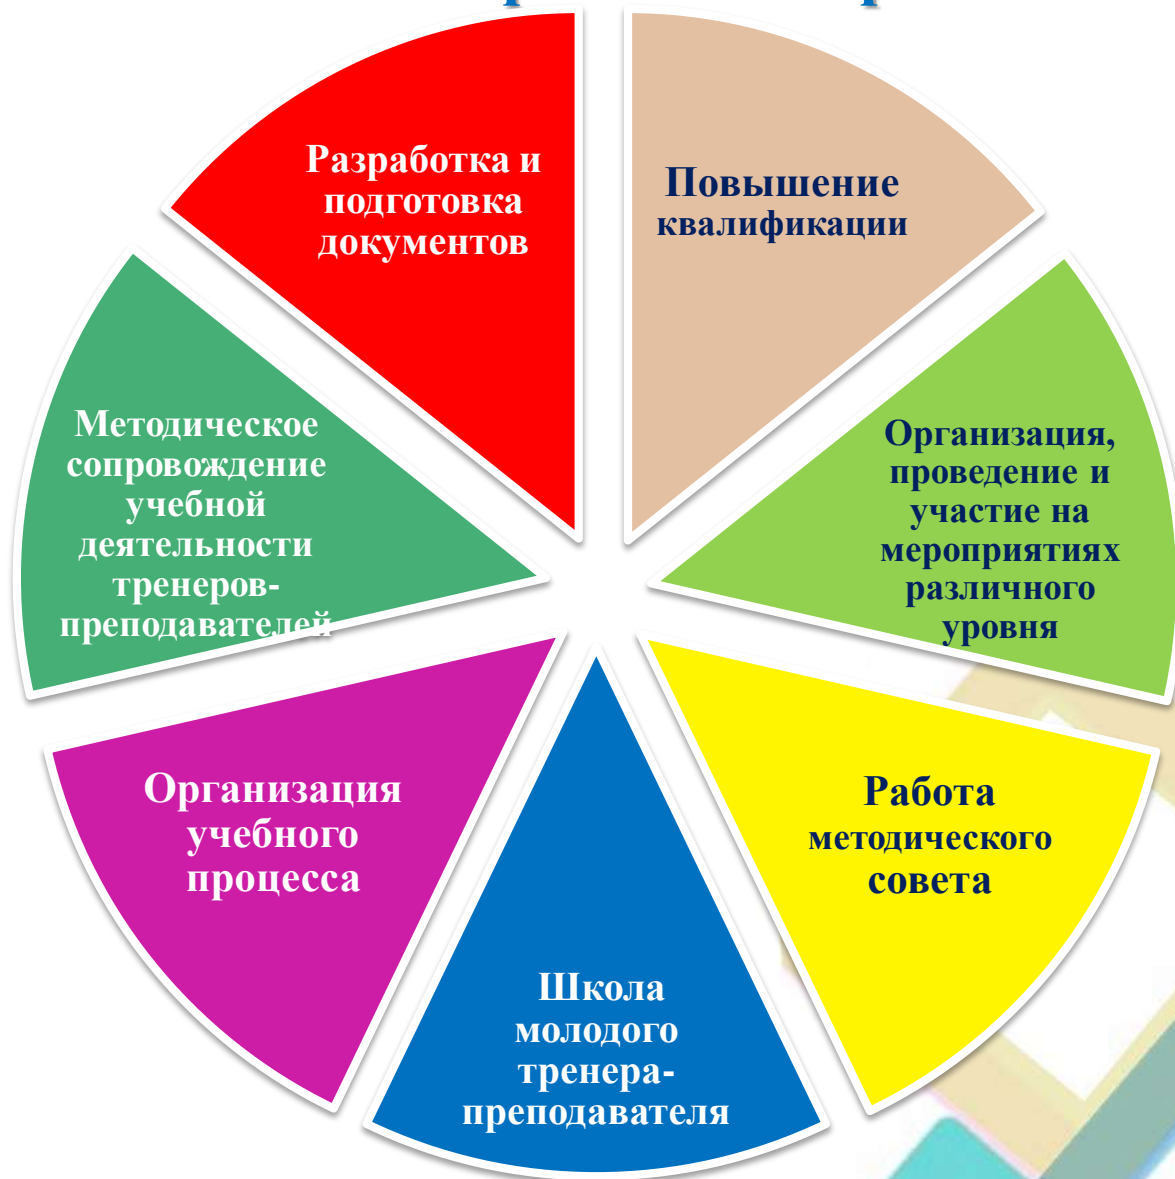 Разработка и
подготовка
документов
Повышение
квалификации
Организация,
проведение и
участие на
мероприятиях
различного
уровня
Работа
методического
совета
Школа
молодого
тренера-
преподавателя
Организация
учебного
процесса
Методическое
сопровождение
учебной
деятельности
тренеров-
преподавателей